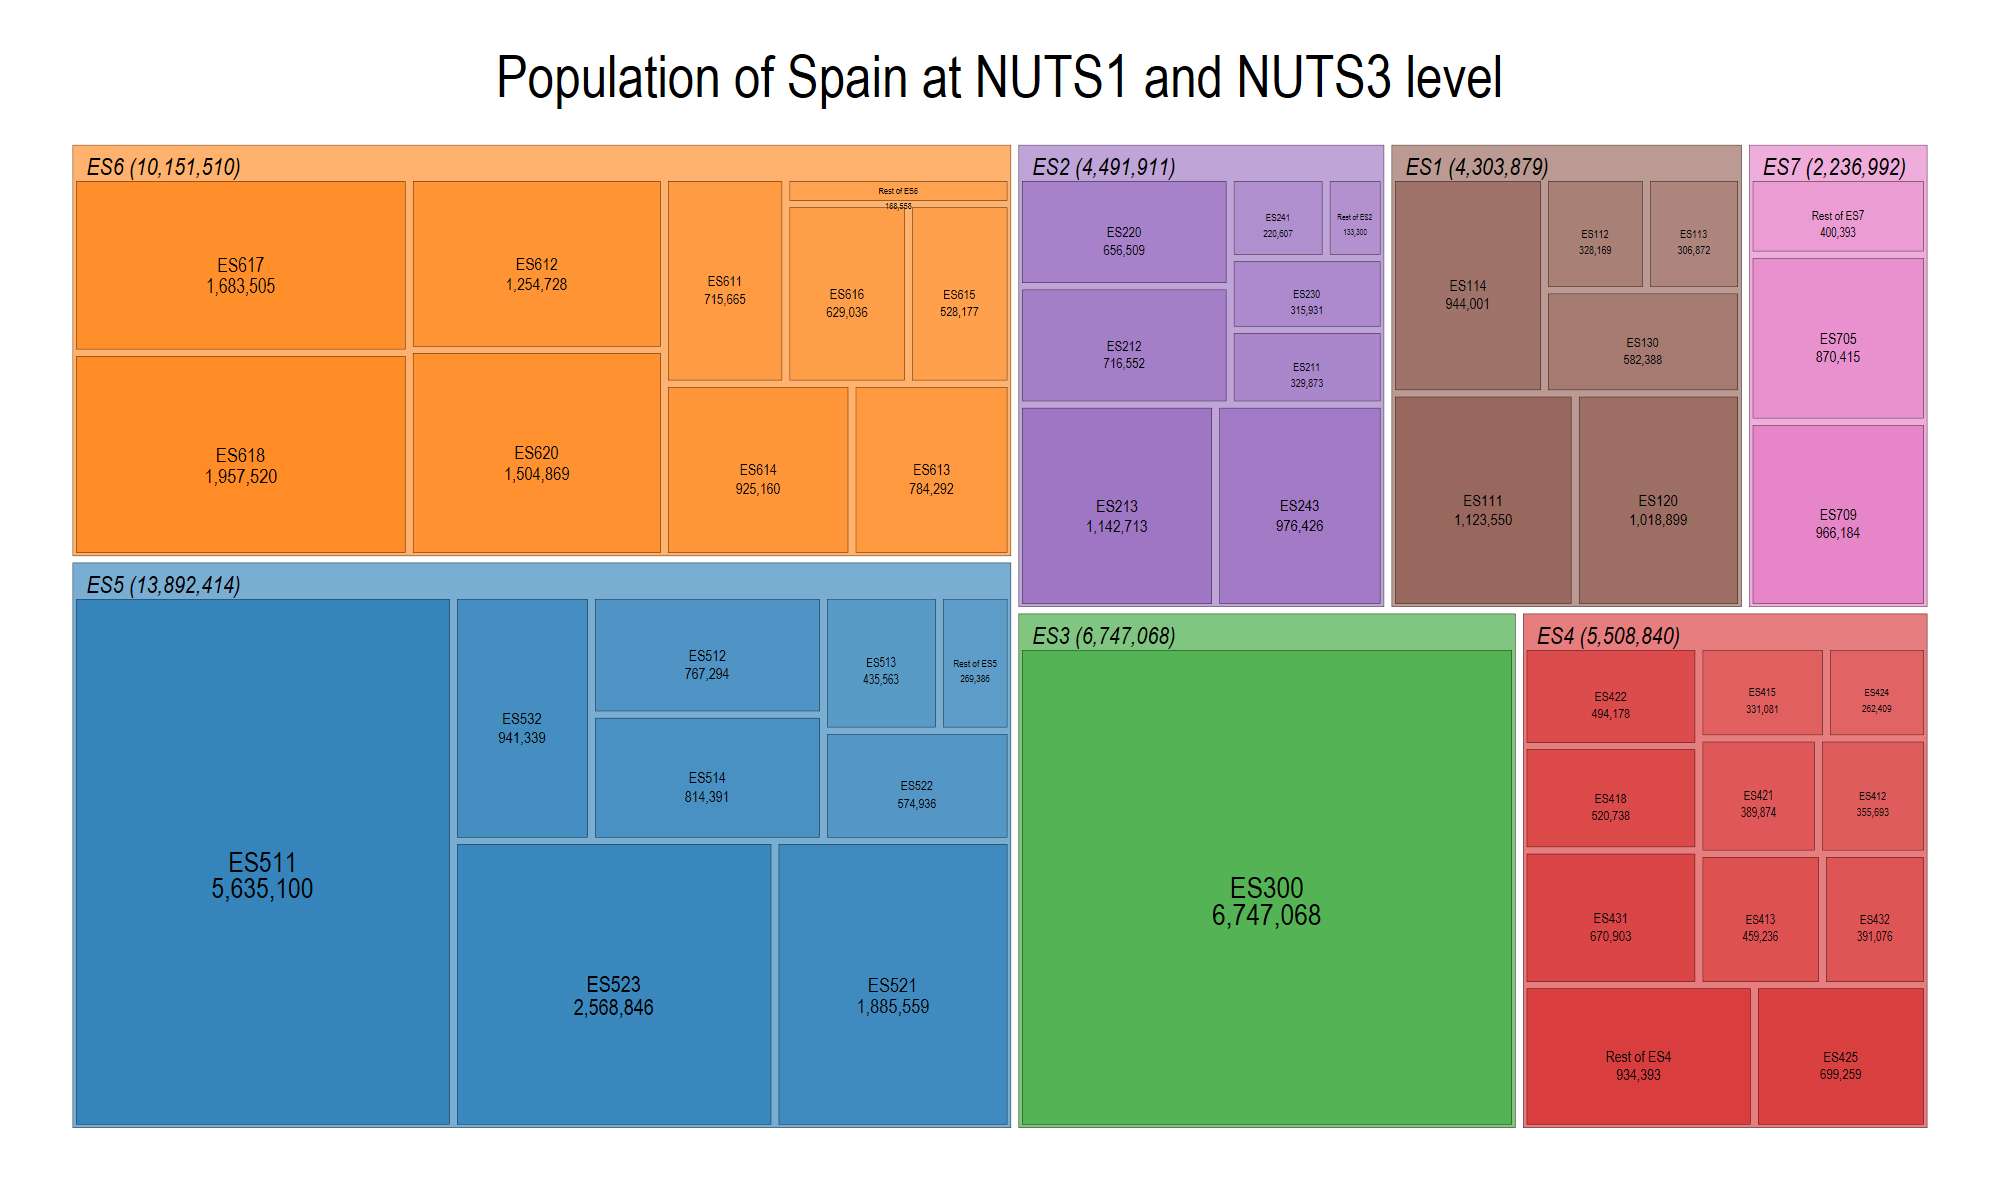 Population of Spain at NUTS1 and NUTS3 level
ES6 (10,151,510)
ES617
1,683,505
ES612
1,254,728
ES611
715,665
Rest of ES6
168,558
ES616
629,036
ES615
528,177
ES618
1,957,520
ES620
1,504,869
ES614
925,160
ES613
784,292
ES2 (4,491,911)
ES220
656,509
ES241
220,607
Rest of ES2
133,300
ES230
315,931
ES212
716,552
ES211
329,873
ES213
1,142,713
ES243
976,426
ES1 (4,303,879)
ES114
944,001
ES112
328,169
ES113
306,872
ES130
582,388
ES111
1,123,550
ES120
1,018,899
ES7 (2,236,992)
Rest of ES7
400,393
ES705
870,415
ES709
966,184
ES5 (13,892,414)
ES511
5,635,100
ES532
941,339
ES512
767,294
ES513
435,563
Rest of ES5
269,386
ES514
814,391
ES522
574,936
ES523
2,568,846
ES521
1,885,559
ES3 (6,747,068)
ES300
6,747,068
ES4 (5,508,840)
ES422
494,178
ES415
331,081
ES424
262,409
ES418
520,738
ES421
389,874
ES412
355,693
ES431
670,903
ES413
459,236
ES432
391,076
Rest of ES4
934,393
ES425
699,259